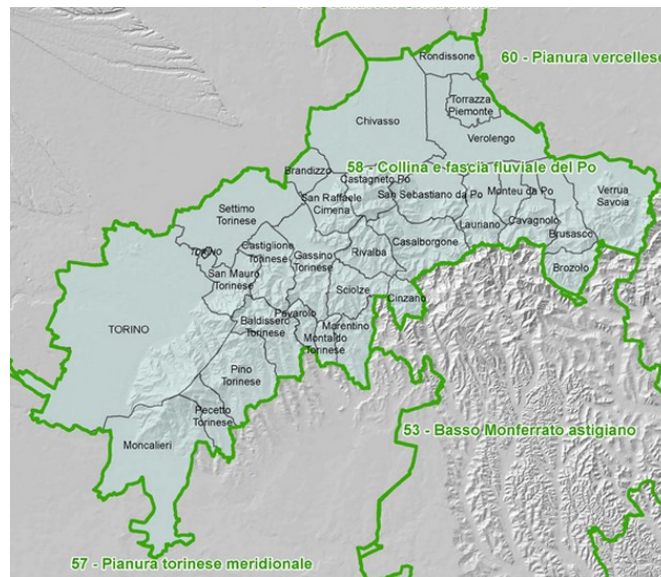 Rondissone
60 - Pianura vercellese
Torrazza
Piemonte
Chivasso
Verolengo
Brandizzo
58 - Collina e fascia fluviale del Po
Castagneto Po
San Raffaele
Cimena
San Sebastiano da Po
Monteu da Po
Verrua
Savoia
Settimo
Torinese
Lauriano
Cavagnolo
Brusasco
TORINO
Castiglione
Torinese
Gassino
Torinese
Rivalba
Casalborgone
San Mauro
Torinese
Brozolo
Sciolze
Cinzano
Pavarolo
Baldissero
Torinese
Marentino
Montaldo
Torinese
TORINO
Pino
Torinese
Pecetto
Torinese
Moncalieri
53 - Basso Monferrato astigiano
57 - Pianura torinese meridionale